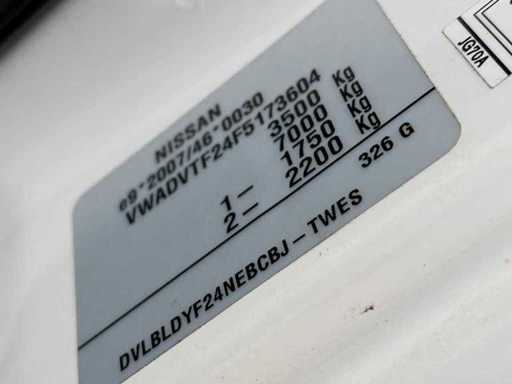 NISSAN
e9*2007/46*0030
VWADVTF24F5173604
3500 Kg
7000 Kg
1- 1750 Kg
2- 2200 Kg
326 G
DVLBLDYF24NEBCBJ-TWES
JG70A